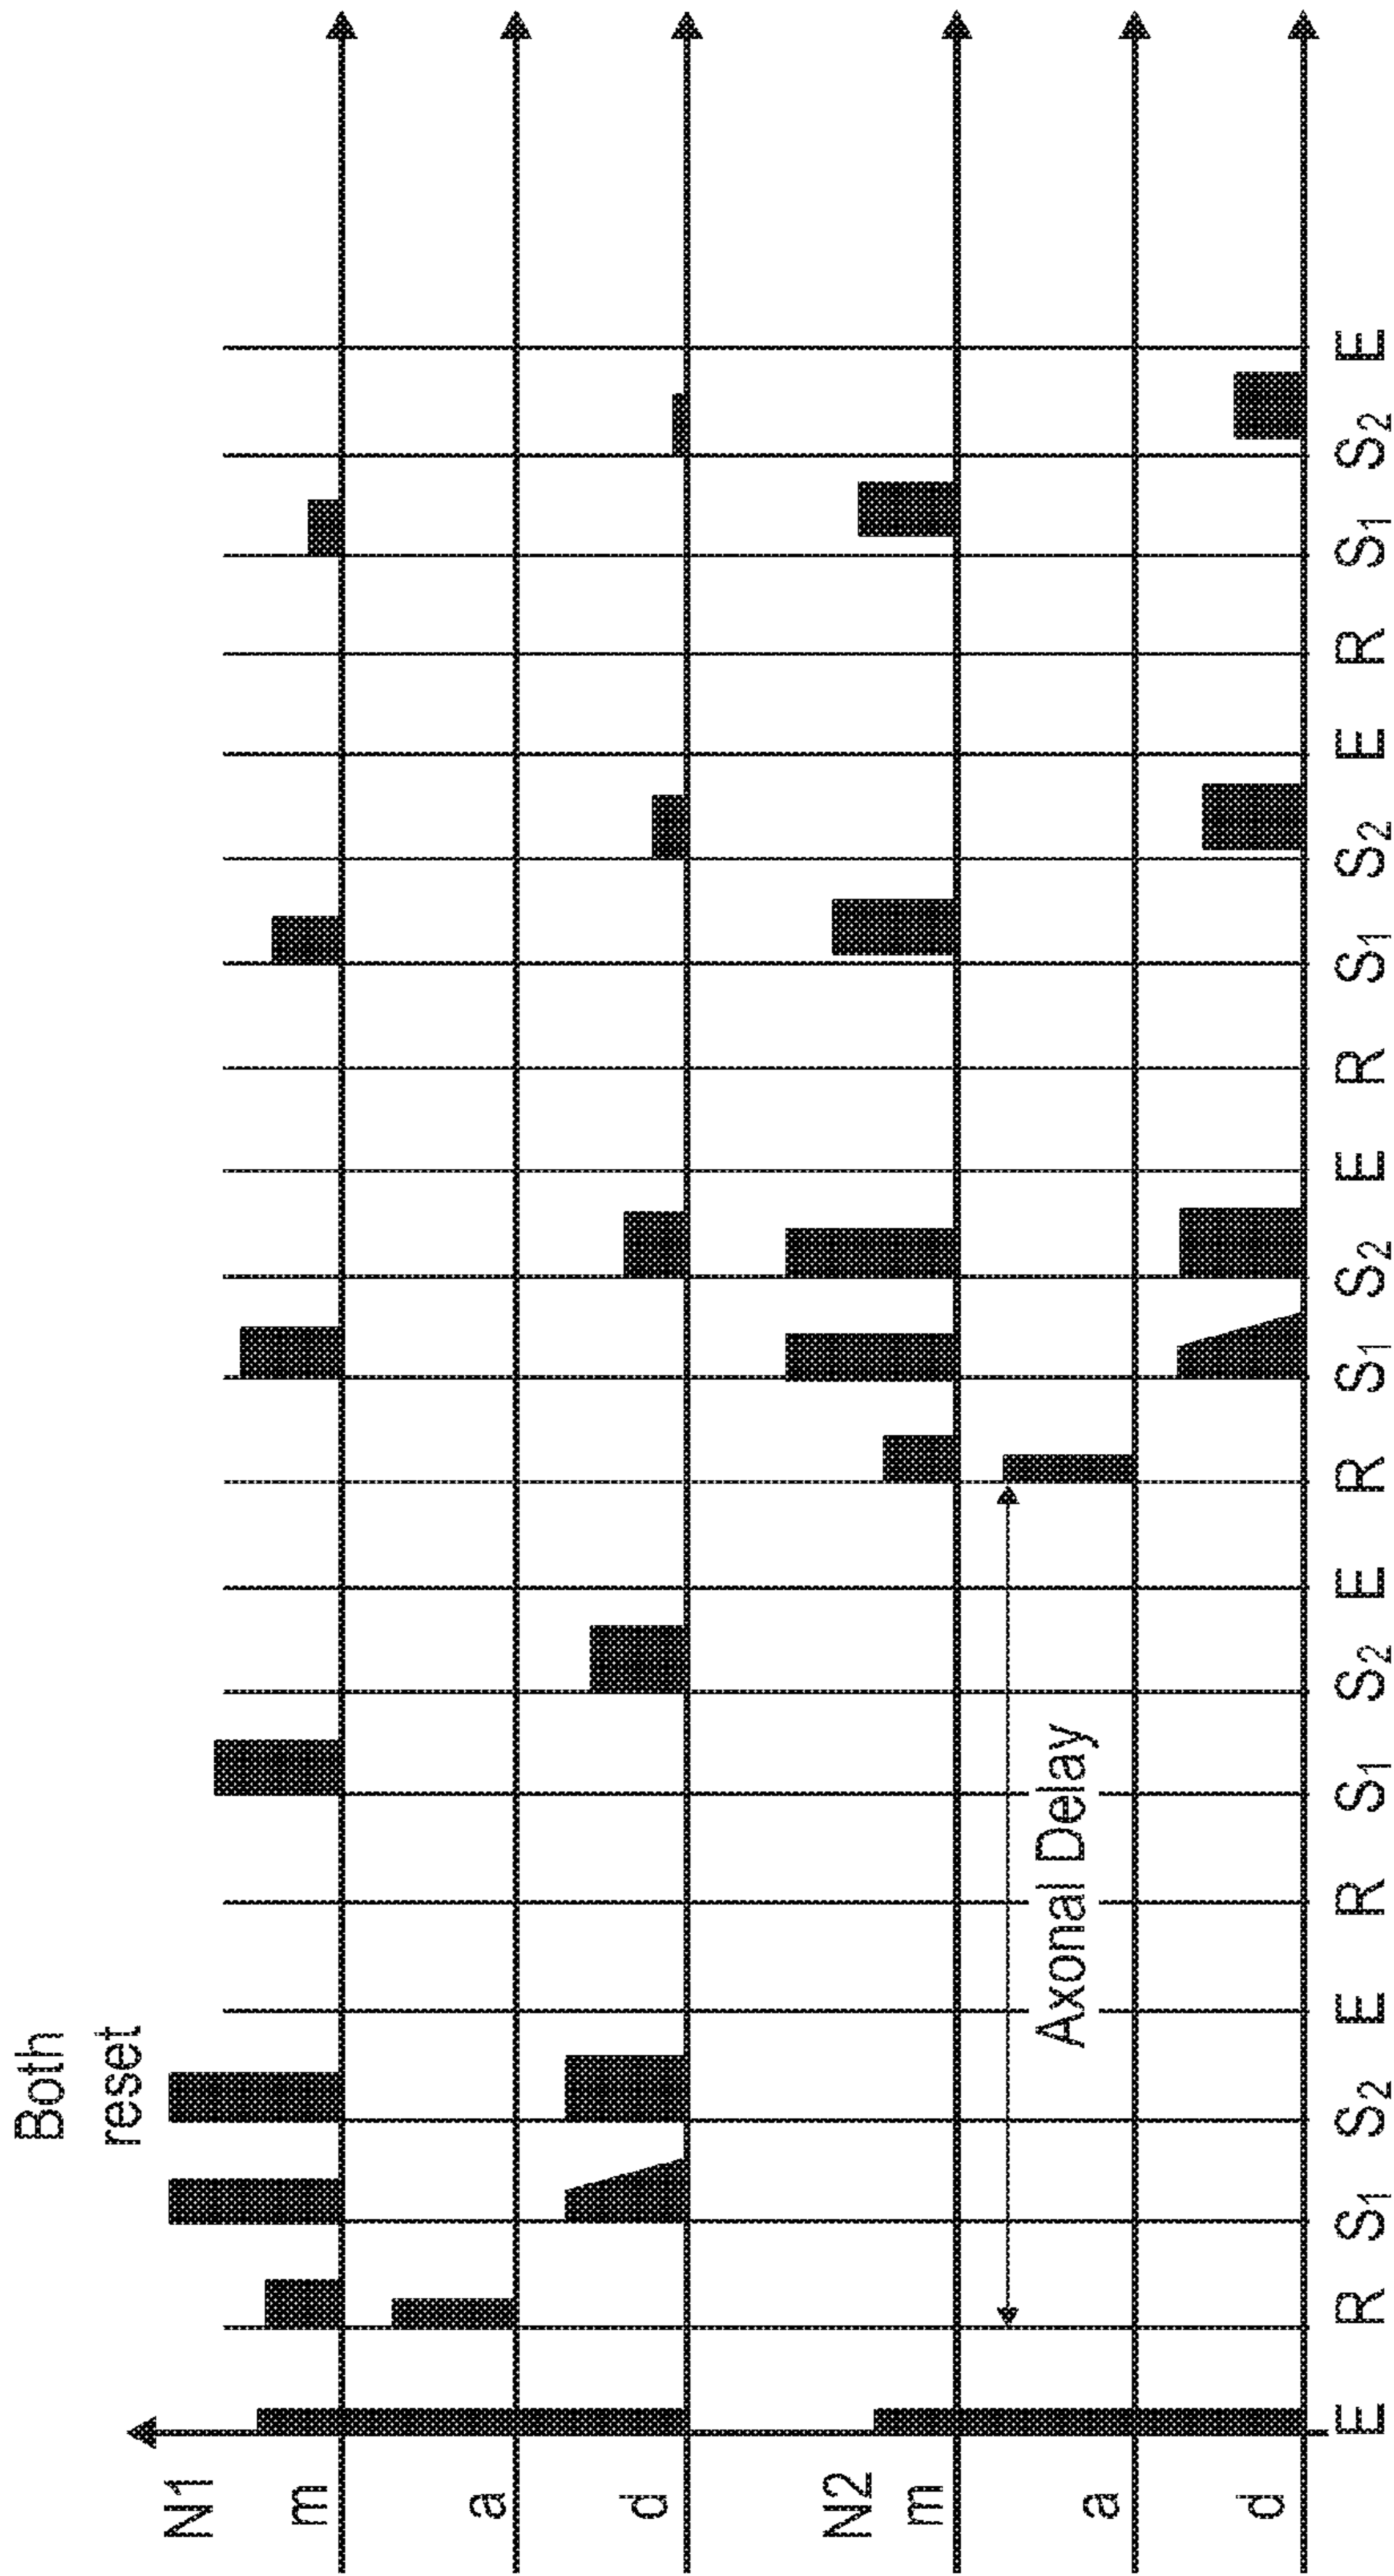 Both
reset
N1
m
a
d
N2
m
a
Axonal Delay
d
E R S1 S2 E R S1 S2 E R S1 S2 E R S1 S2 E R S1 S2 E